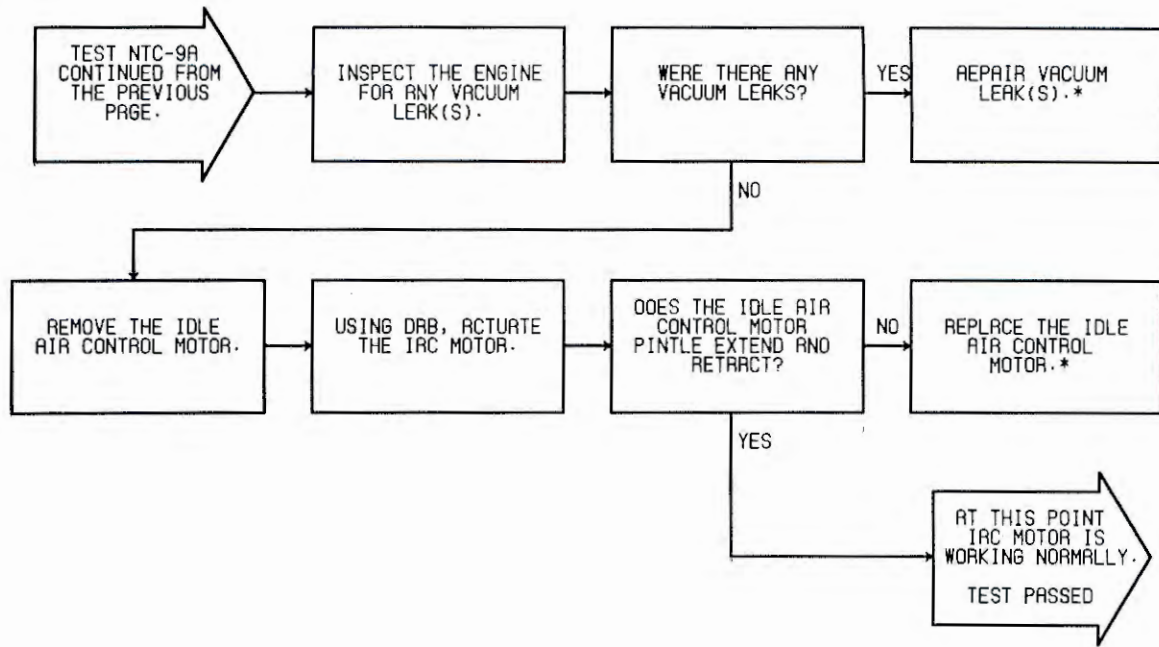 TEST NTC-9A
CONTINUED FROM
THE PREVIOUS
PAGE.
INSPECT THE ENGINE
FOR ANY VACUUM
LEAK(S).
WERE THERE ANY
VACUUM LEAKS?
YES
REPAIR VACUUM
LEAK(S).*
NO
REMOVE THE IDLE
AIR CONTROL MOTOR.
USING DRB, ACTUATE
THE IAC MOTOR.
DOES THE IDLE AIR
CONTROL MOTOR
PINTLE EXTEND AND
RETRACT?
NO
REPLACE THE IDLE
AIR CONTROL
MOTOR.*
YES
AT THIS POINT
IAC MOTOR IS
WORKING NORMALLY.
TEST PASSED